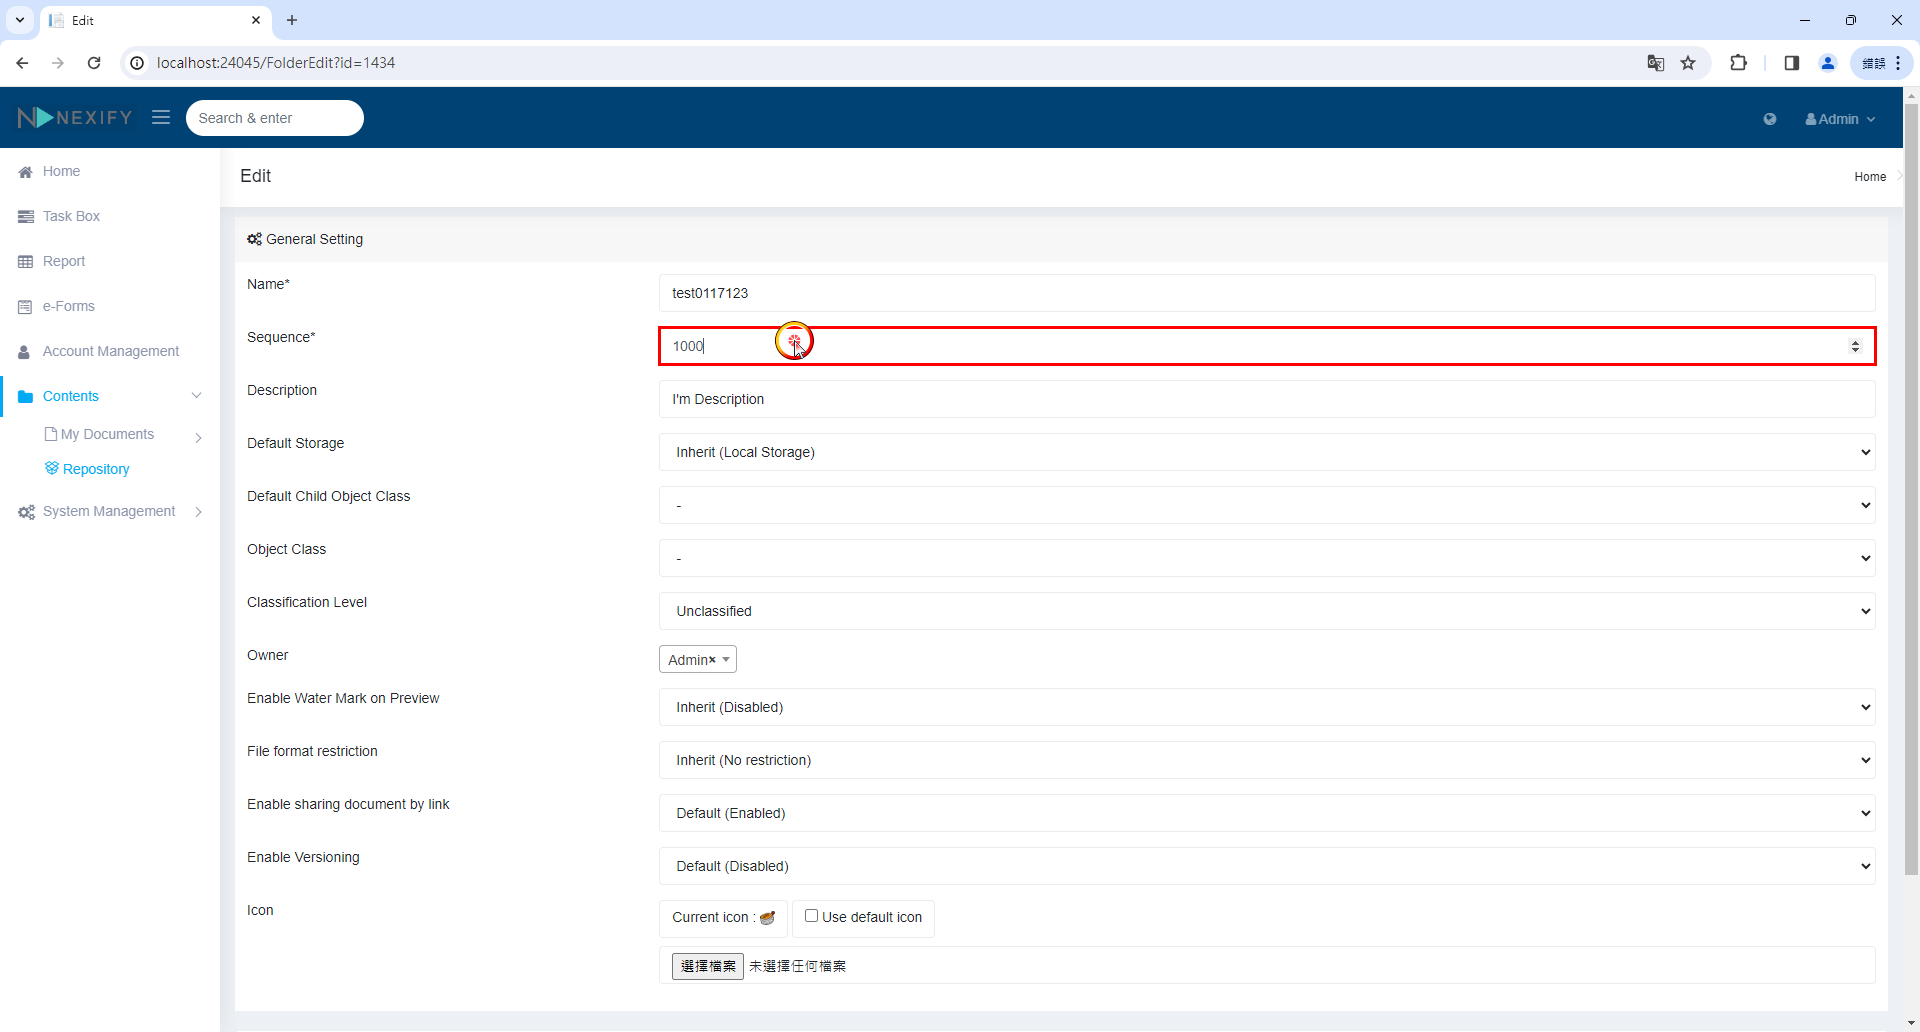 Edit
localhost:24045/FolderEdit?id=1434
錯誤
NEXIFY
Search & enter
Admin
Home
Task Box
Report
e-Forms
Account Management
Contents
My Documents
Repository
System Management
Edit
Home
General Setting
Name*
test0117123
Sequence*
1000
Description
I'm Description
Default Storage
Inherit (Local Storage)
Default Child Object Class
-
Object Class
-
Classification Level
Unclassified
Owner
Admin×
Enable Water Mark on Preview
Inherit (Disabled)
File format restriction
Inherit (No restriction)
Enable sharing document by link
Default (Enabled)
Enable Versioning
Default (Disabled)
Icon
Current icon :
Use default icon
選擇檔案 未選擇任何檔案